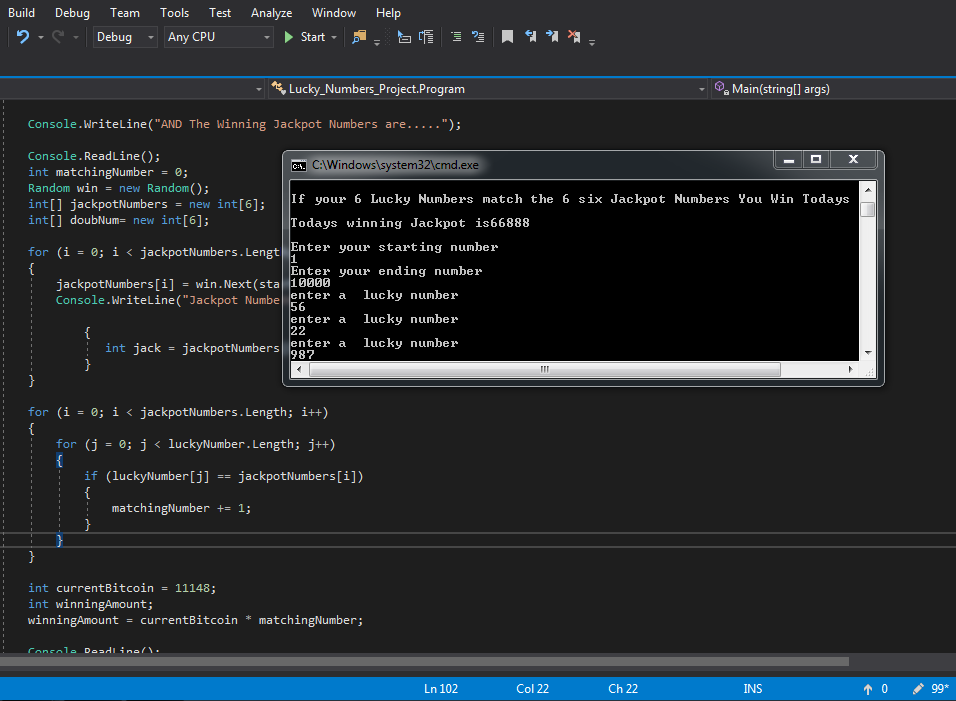 Build Debug Team Tools Test Analyze Window Help
Debug Any CPU Start
Lucky_Numbers_Project.Program Main(string[] args)
Console.WriteLine("AND The Winning Jackpot Numbers are.....");
Console.ReadLine();
int matchingNumber = 0;
Random win = new Random();
int[] jackpotNumbers = new int[6];
int[] doubNum= new int[6];
for (i = 0; i < jackpotNumbers.Lengt
{
jackpotNumbers[i] = win.Next(sta
Console.WriteLine("Jackpot Numbe
{
int jack = jackpotNumbers
}
}
for (i = 0; i < jackpotNumbers.Length; i++)
{
for (j = 0; j < luckyNumber.Length; j++)
{
if (luckyNumber[j] == jackpotNumbers[i])
{
matchingNumber += 1;
}
}
}
int currentBitcoin = 11148;
int winningAmount;
winningAmount = currentBitcoin * matchingNumber;
Console.ReadLine();
C:\Windows\system32\cmd.exe
If your 6 Lucky Numbers match the 6 six Jackpot Numbers You Win Todays
Todays winning Jackpot is66888
Enter your starting number
1
Enter your ending number
10000
enter a  lucky number
56
enter a  lucky number
22
enter a  lucky number
987
Ln 102 Col 22 Ch 22 INS 0 99*